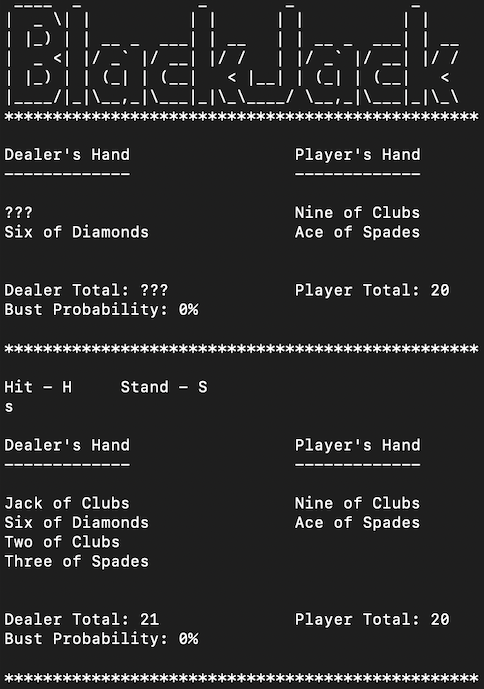 BlackJack
*************************************************
Dealer's Hand Player's Hand
------------- -------------
??? Nine of Clubs
Six of Diamonds Ace of Spades
Dealer Total: ??? Player Total: 20
Bust Probability: 0%
*************************************************
Hit - H Stand - S
s
Dealer's Hand Player's Hand
------------- -------------
Jack of Clubs Nine of Clubs
Six of Diamonds Ace of Spades
Two of Clubs
Three of Spades
Dealer Total: 21 Player Total: 20
Bust Probability: 0%
*************************************************